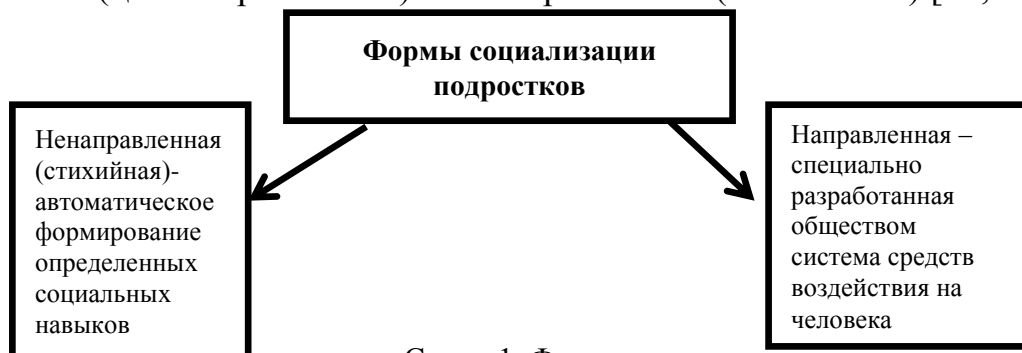 Формы социализации
подростков
Ненаправленная
(стихийная)-
автоматическое
формирование
определенных
социальных
навыков
Направленная –
специально
разработанная
обществом
система средств
воздействия на
человека